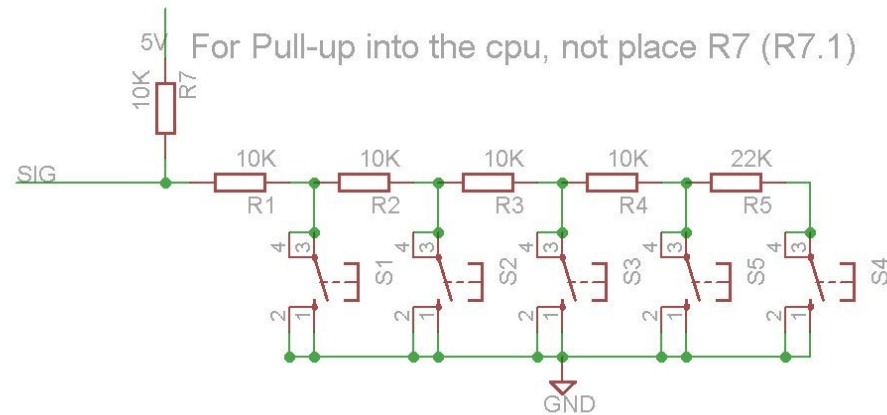 5V
For Pull-up into the cpu, not place R7 (R7.1)
10K
R7
SIG
10K 10K 10K 10K 22K
R1 R2 R3 R4 R5
4 3 4 3 4 3 4 3 4 3
S1 S2 S3 S5 S4
2 1 2 1 2 1 2 1 2 1
GND